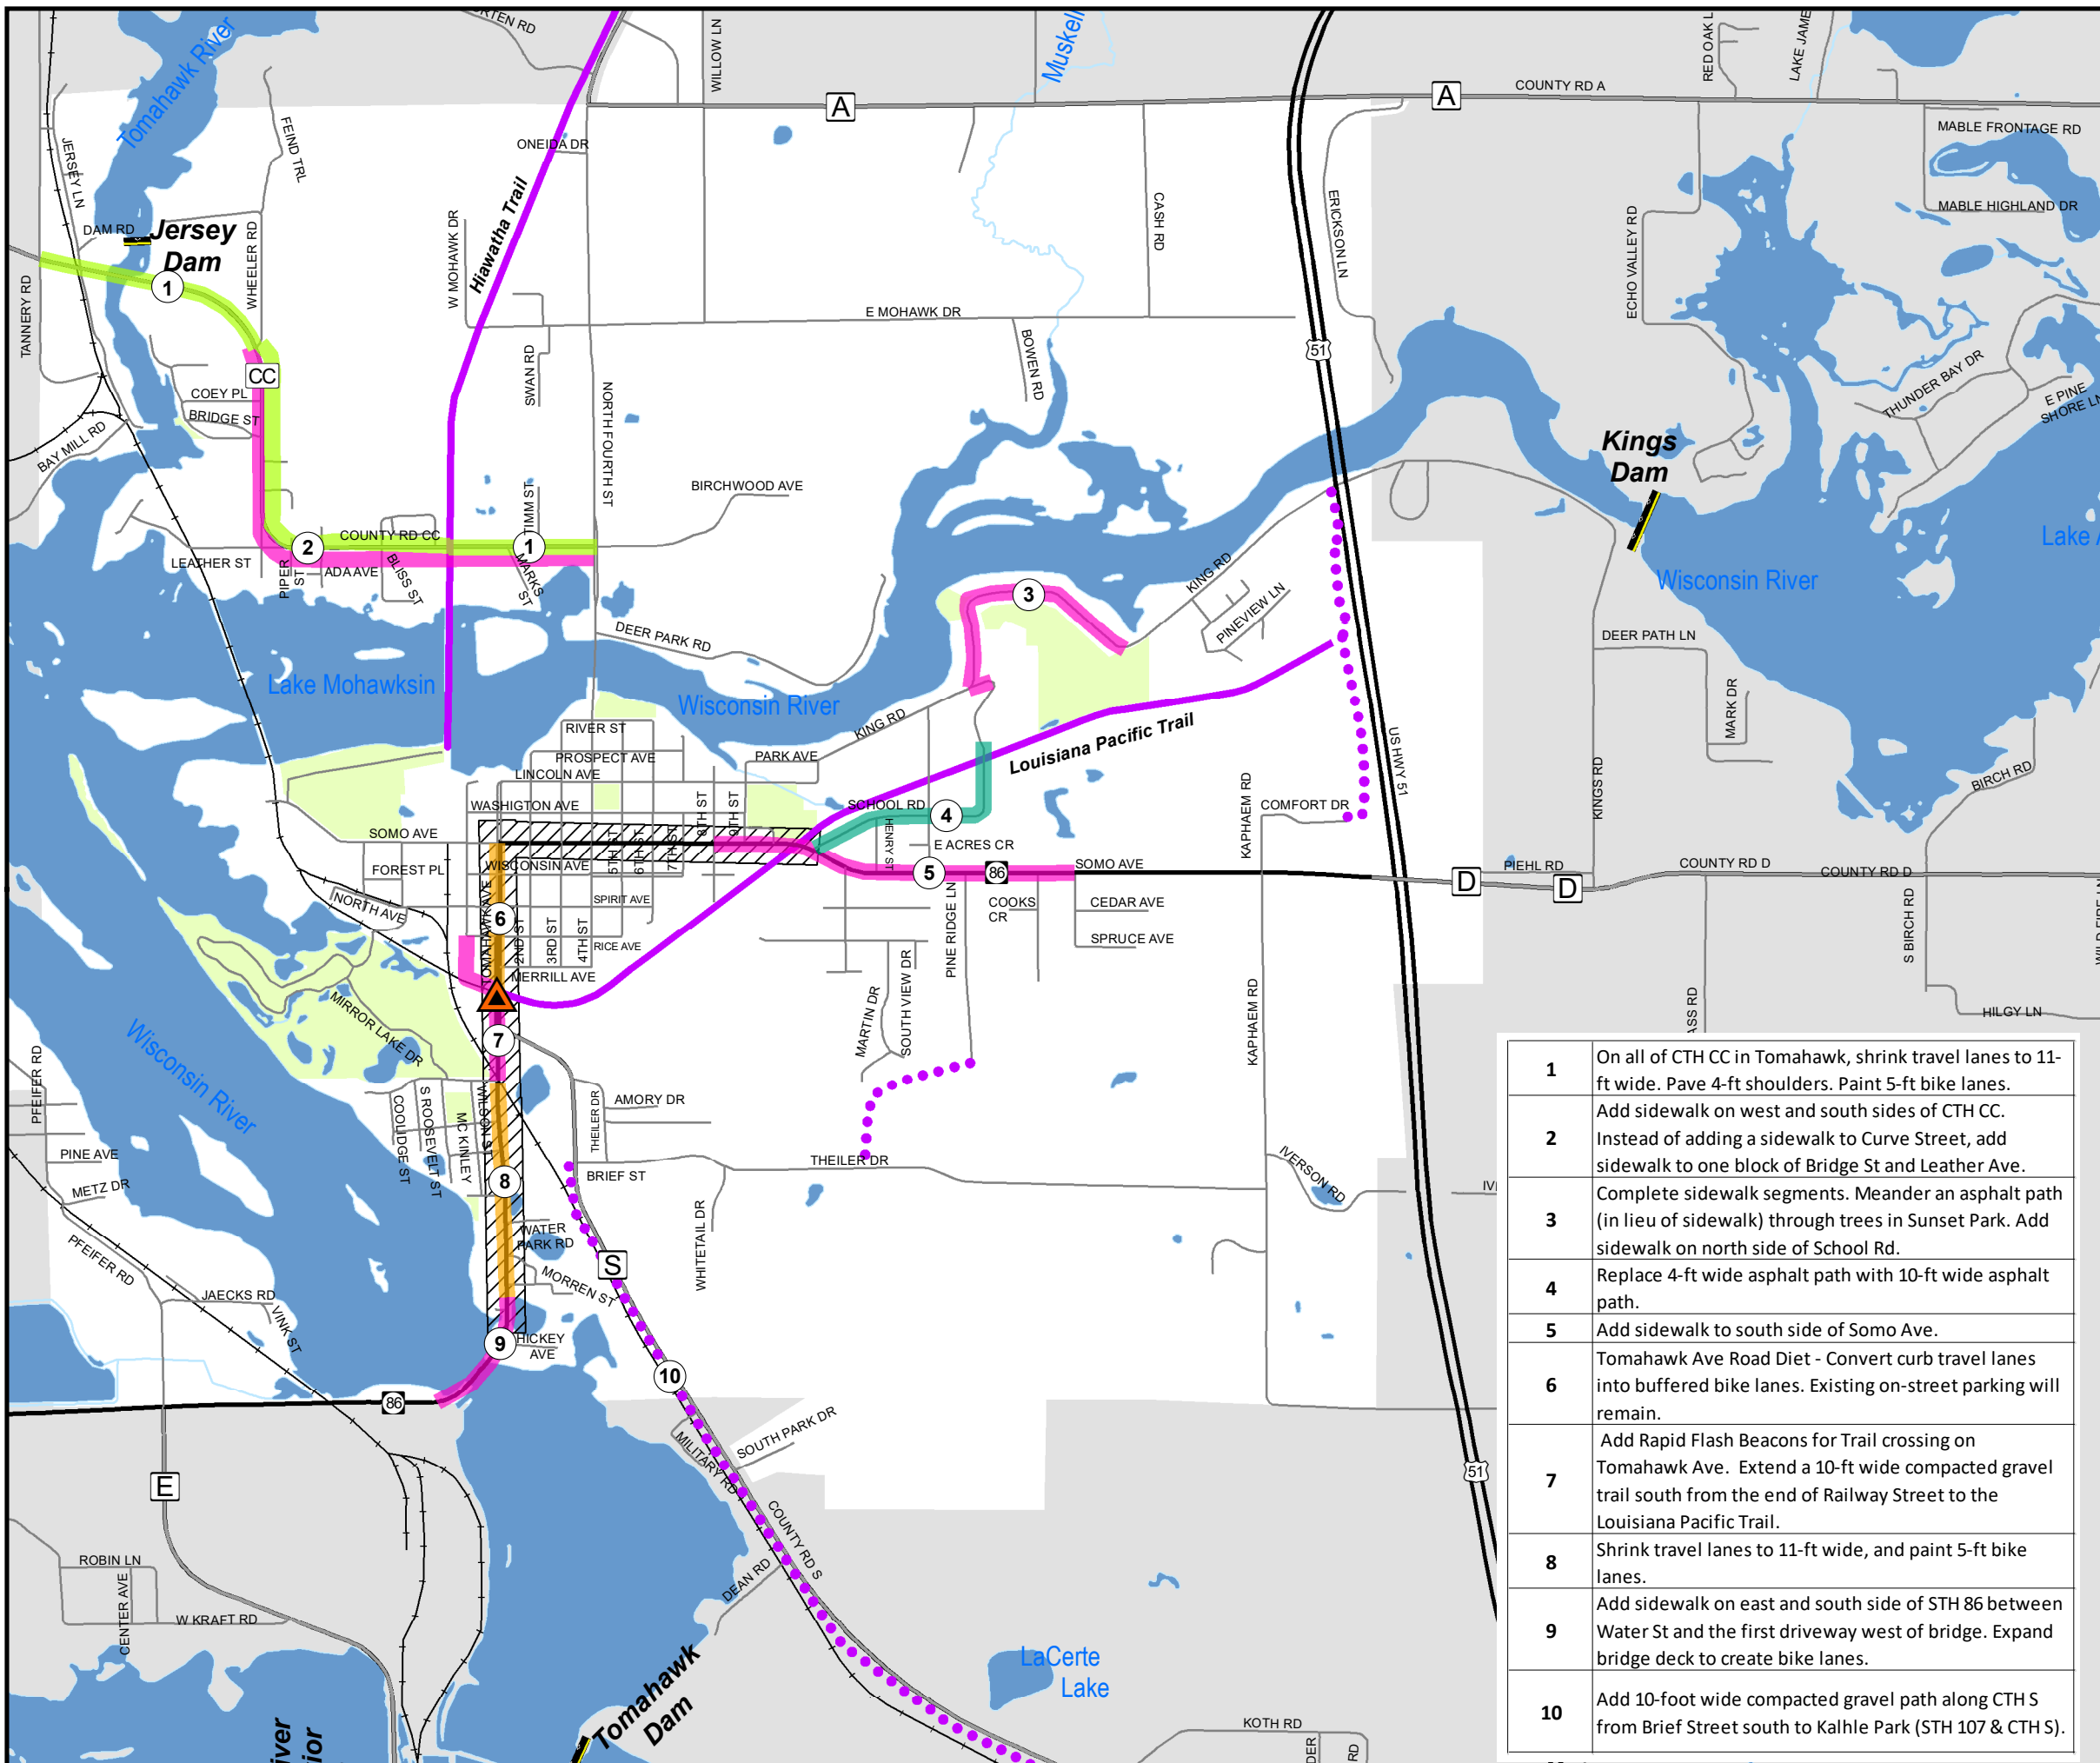 Tomahawk River
WILLOW LN
Muskel
RED OAK L
LAKE JAME
COUNTY RD A
A
A
JERSEY LN
FEIND TRL
ONEIDA DR
MABLE FRONTAGE RD
MABLE HIGHLAND DR
Hiawatha Trail
W MOHAWK DR
CASH RD
ERICKSON LN
ECHO VALLEY RD
DAM RD
Jersey
Dam
WHEELER RD
TANNERY RD
1
E MOHAWK DR
51
SWAN RD
BOWEN RD
THUNDER BAY DR
E PINE
SHORE LN
CC
COEY PL
BRIDGE ST
BAY MILL RD
NORTH FOURTH ST
Kings
Dam
BIRCHWOOD AVE
TIMM ST
COUNTY RD CC
2
1
LEATHER ST
PIPER
ST
ADA AVE
BLISS ST
MARKS
ST
Lake
Wisconsin River
KING RD
PINEVIEW LN
3
DEER PARK RD
DEER PATH LN
MARK DR
Lake Mohawksin
Wisconsin River
KING RD
Louisiana Pacific Trail
US HWY 51
KINGS RD
BIRCH RD
RIVER ST
PROSPECT AVE
PARK AVE
LINCOLN AVE
WASHIGTON AVE
8TH ST
9TH ST
SCHOOL RD
4
COMFORT DR
KAPHAEM RD
SOMO AVE
HENRY ST
E ACRES CR
5TH ST
6TH ST
7TH ST
FOREST PL
WISCONSIN AVE
5
86
SOMO AVE
D
PIEHL RD
D
COUNTY RD D
COUNTY RD D
NORTH AVE
TOMAHAWK AVE
6
SPIRIT AVE
2ND ST
3RD ST
4TH ST
RICE AVE
PINE RIDGE LN
COOKS
CR
CEDAR AVE
SPRUCE AVE
S BIRCH RD
MERRILL AVE
MIRROR LAKE DR
7
MARTIN DR
SOUTH VIEW DR
KAPHAEM RD
ASS RD
HILGY LN
Wisconsin River
PFEIFER RD
COOLIDGE ST
S ROOSEVELT ST
MC KINLEY
WILSON S
THEILER DR
AMORY DR
PINE AVE
METZ DR
8
BRIEF ST
THEILER DR
IVERSON RD
IVI
WATER
PARK RD
WHITETAIL DR
PFEIFER RD
S
MORREN ST
JAECKS RD
VINK ST
9
HICKEY
AVE
10
86
SOUTH PARK DR
MILITARY RD
E
51
COUNTY RD S
ROBIN LN
CENTER AVE
W KRAFT RD
DEAN RD
Tomahawk
Dam
LaCerte
Lake
KOTH RD
DER
RD
iver
ior
1
On all of CTH CC in Tomahawk, shrink travel lanes to 11-
ft wide. Pave 4-ft shoulders. Paint 5-ft bike lanes.
2
Add sidewalk on west and south sides of CTH CC.
Instead of adding a sidewalk to Curve Street, add
sidewalk to one block of Bridge St and Leather Ave.
3
Complete sidewalk segments. Meander an asphalt path
(in lieu of sidewalk) through trees in Sunset Park. Add
sidewalk on north side of School Rd.
4
Replace 4-ft wide asphalt path with 10-ft wide asphalt
path.
5
Add sidewalk to south side of Somo Ave.
6
Tomahawk Ave Road Diet - Convert curb travel lanes
into buffered bike lanes. Existing on-street parking will
remain.
7
Add Rapid Flash Beacons for Trail crossing on
Tomahawk Ave. Extend a 10-ft wide compacted gravel
trail south from the end of Railway Street to the
Louisiana Pacific Trail.
8
Shrink travel lanes to 11-ft wide, and paint 5-ft bike
lanes.
9
Add sidewalk on east and south side of STH 86 between
Water St and the first driveway west of bridge. Expand
bridge deck to create bike lanes.
10
Add 10-foot wide compacted gravel path along CTH S
from Brief Street south to Kalhle Park (STH 107 & CTH S).